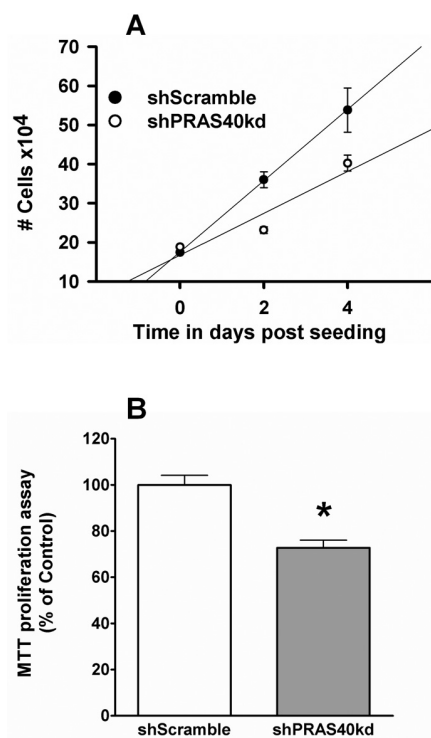 A
70
60
50
40
30
20
10
# Cells x10⁴
shScramble
shPRAS40kd
0 2 4
Time in days post seeding
B
120
100
80
60
40
20
0
MTT proliferation assay
(% of Control)
*
shScramble shPRAS40kd